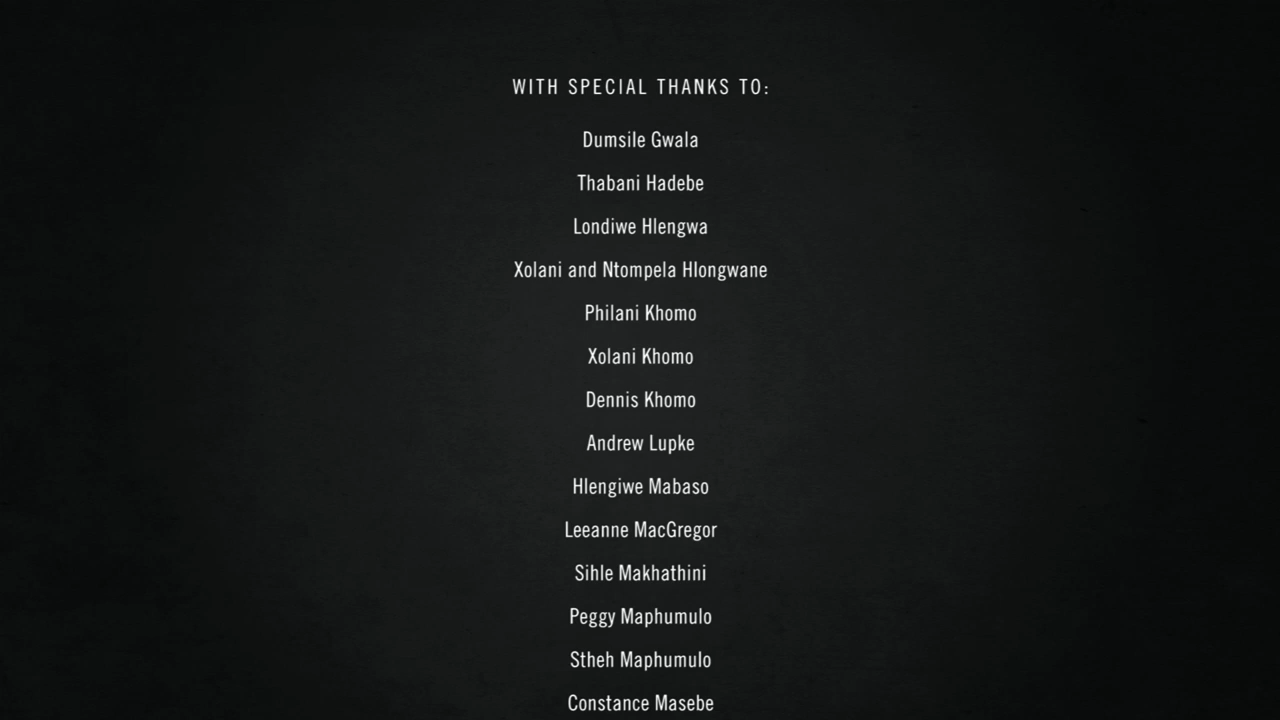 WITH SPECIAL THANKS TO:
Dumsile Gwala
Thabani Hadebe
Londiwe Hlengwa
Xolani and Ntompela Hlongwane
Philani Khomo
Xolani Khomo
Dennis Khomo
Andrew Lupke
Hlengiwe Mabaso
Leeanne MacGregor
Sihle Makhathini
Peggy Maphumulo
Stheh Maphumulo
Constance Masebe